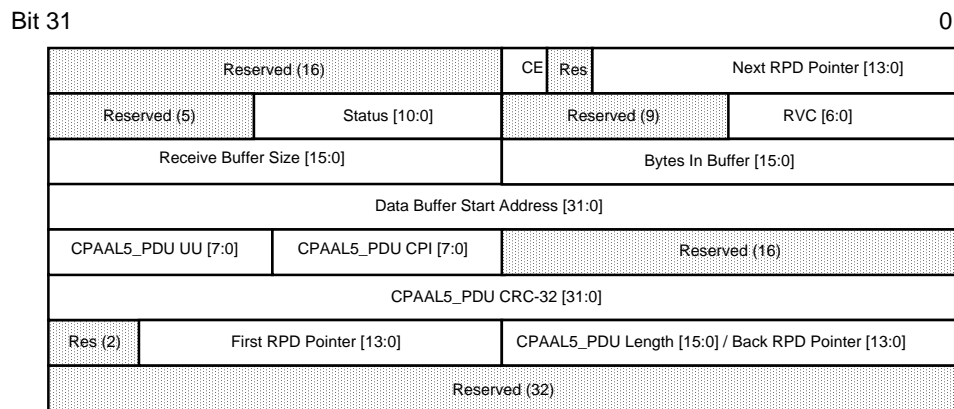 Bit 31 0
Reserved (16) CE Res Next RPD Pointer [13:0]
Reserved (5) Status [10:0] Reserved (9) RVC [6:0]
Receive Buffer Size [15:0] Bytes In Buffer [15:0]
Data Buffer Start Address [31:0]
CPAAL5_PDU UU [7:0] CPAAL5_PDU CPI [7:0] Reserved (16)
CPAAL5_PDU CRC-32 [31:0]
Res (2) First RPD Pointer [13:0] CPAAL5_PDU Length [15:0] / Back RPD Pointer [13:0]
Reserved (32)